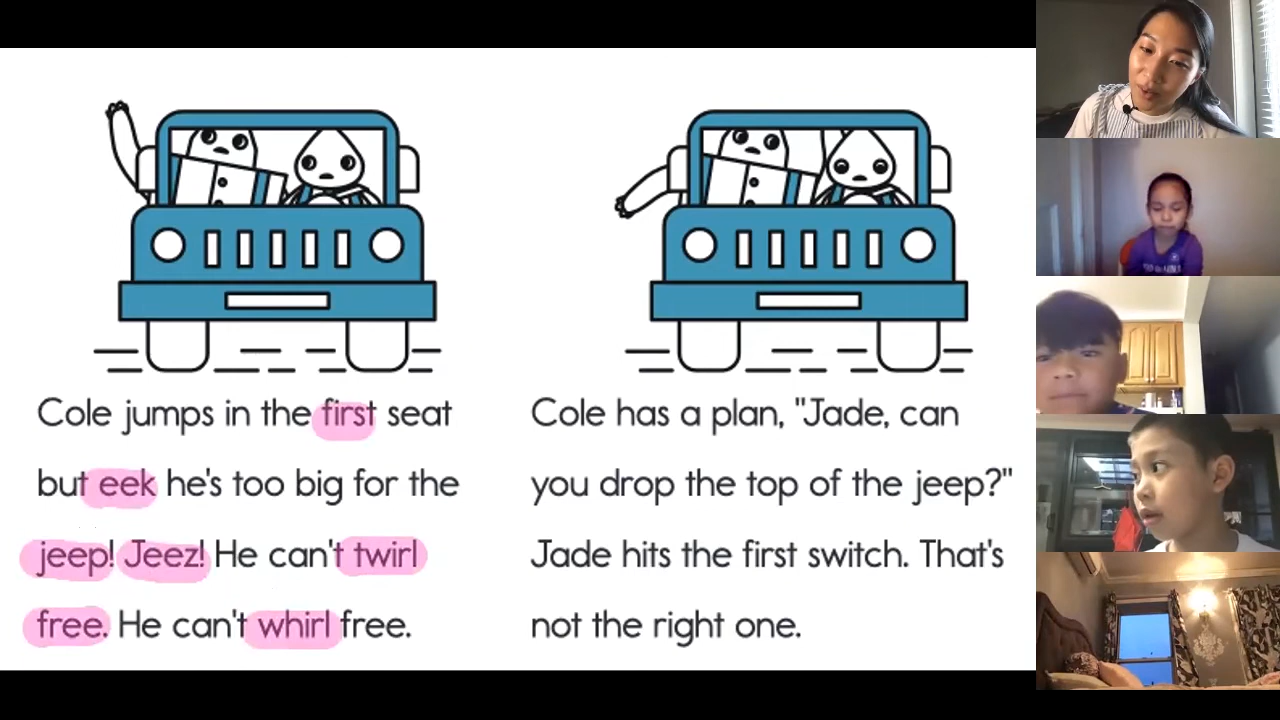 Cole jumps in the first seat
but eek he's too big for the
jeep! Jeez! He can't twirl
free. He can't whirl free.
Cole has a plan, "Jade, can
you drop the top of the jeep?"
Jade hits the first switch. That's
not the right one.